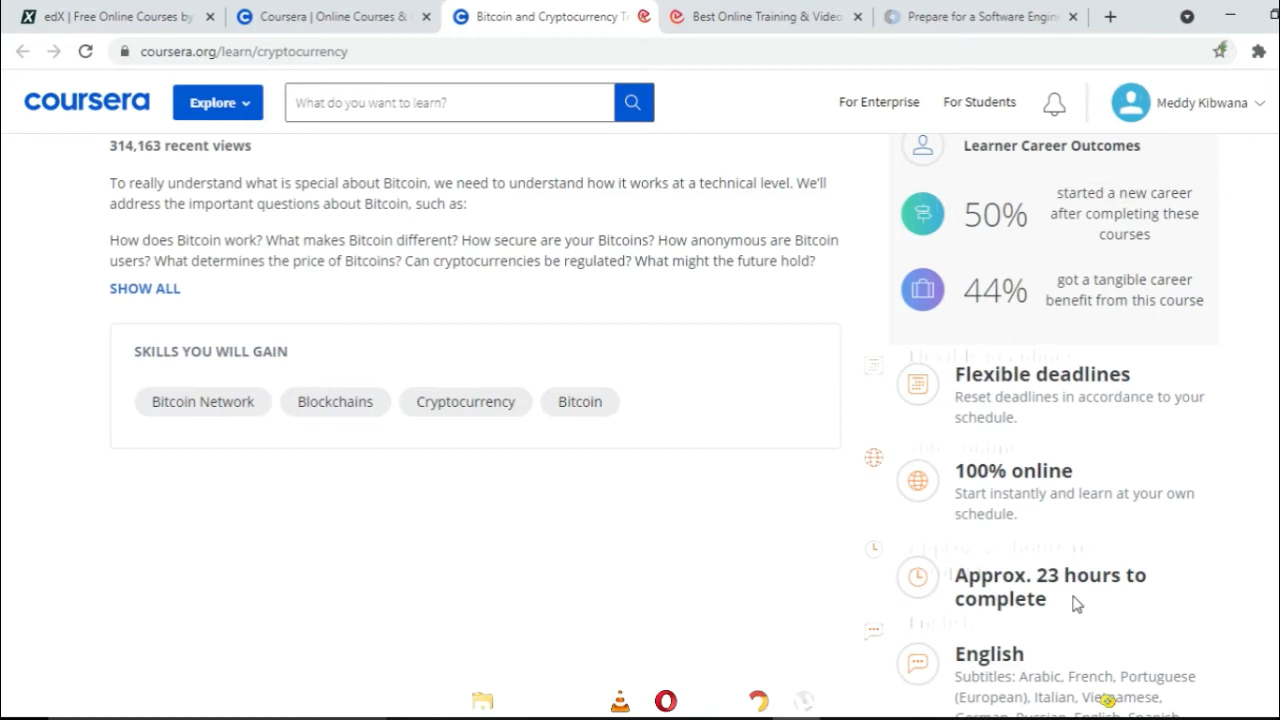 edX | Free Online Courses by
Coursera | Online Courses &
Bitcoin and Cryptocurrency T
Best Online Training & Video
Prepare for a Software Engin
coursera.org/learn/cryptocurrency
coursera
Explore
What do you want to learn?
For Enterprise
For Students
Meddy Kibwana
314,163 recent views
To really understand what is special about Bitcoin, we need to understand how it works at a technical level. We'll
address the important questions about Bitcoin, such as:
How does Bitcoin work? What makes Bitcoin different? How secure are your Bitcoins? How anonymous are Bitcoin
users? What determines the price of Bitcoins? Can cryptocurrencies be regulated? What might the future hold?
SHOW ALL
SKILLS YOU WILL GAIN
Bitcoin Network
Blockchains
Cryptocurrency
Bitcoin
Learner Career Outcomes
50%
started a new career
after completing these
courses
44%
got a tangible career
benefit from this course
Flexible deadlines
Reset deadlines in accordance to your
schedule.
100% online
Start instantly and learn at your own
schedule.
Approx. 23 hours to
complete
English
Subtitles: Arabic, French, Portuguese
(European), Italian, Vietnamese,
German, Russian, English, Spanish